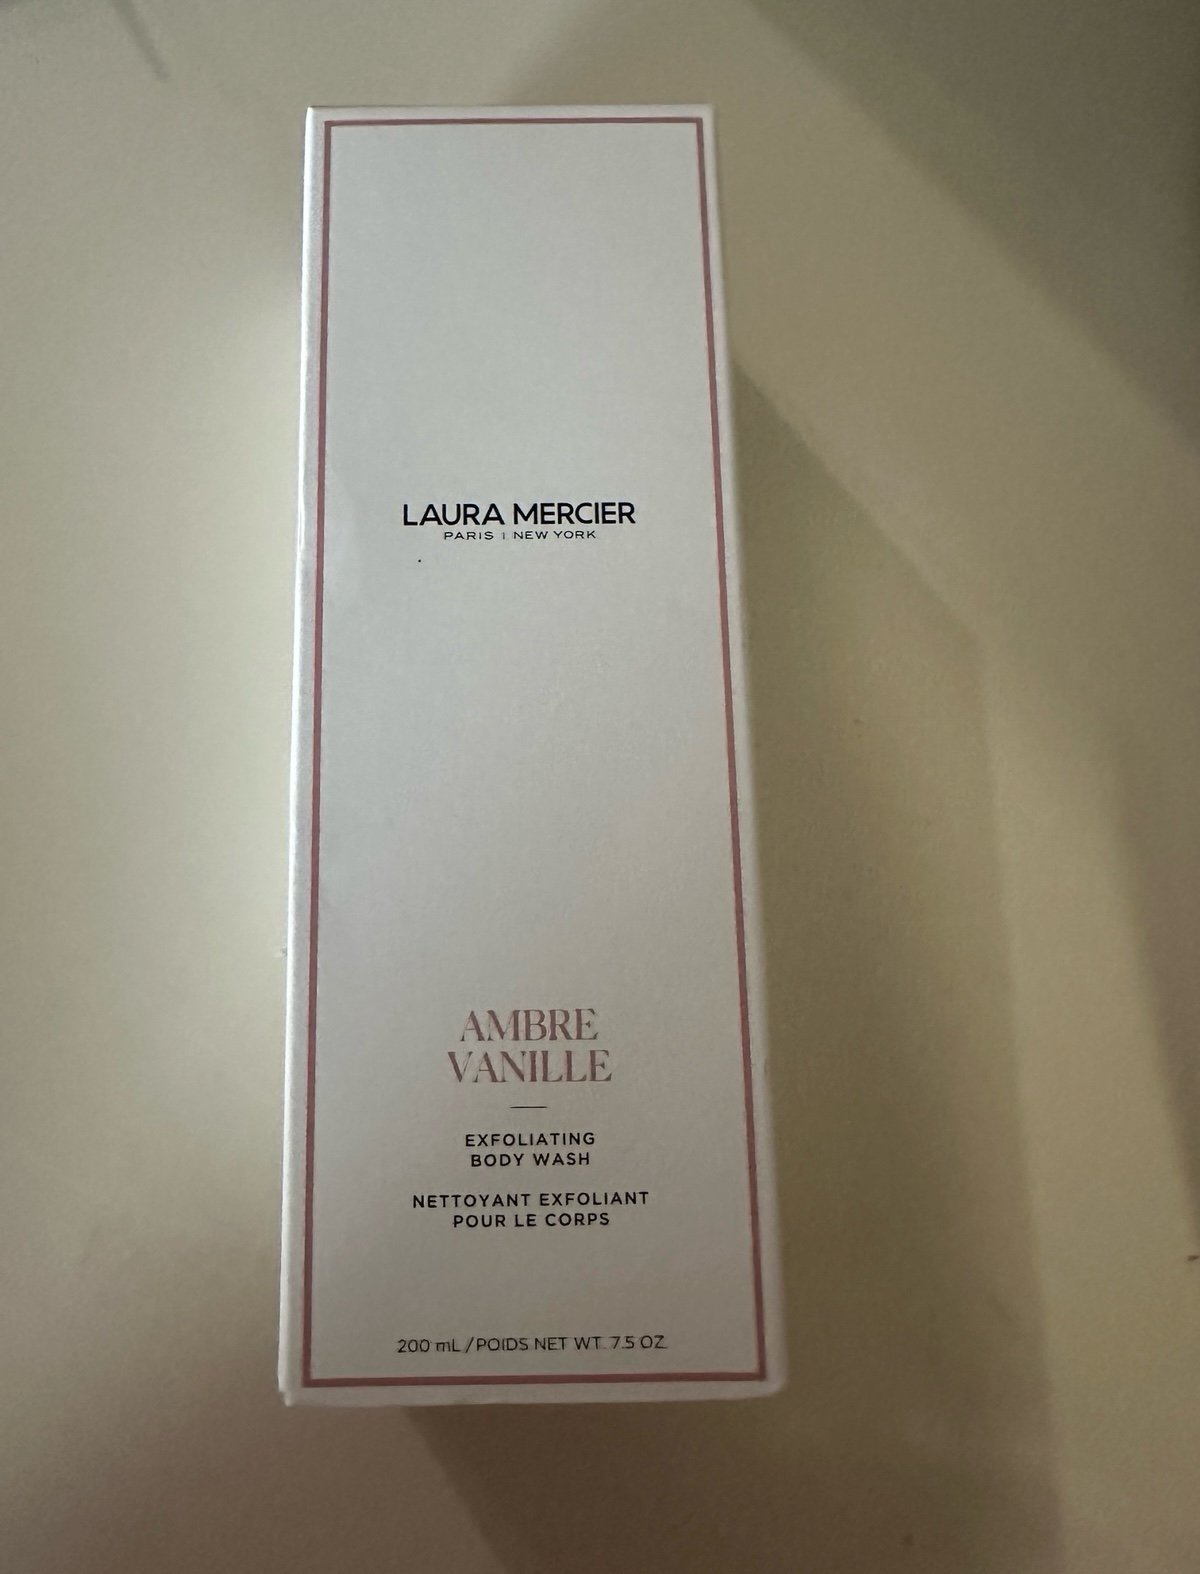 LAURA MERCIER
PARIS | NEW YORK
AMBRE
VANILLE
EXFOLIATING
BODY WASH
NETTOYANT EXFOLIANT
POUR LE CORPS
200 mL / POIDS NET WT. 7.5 OZ.